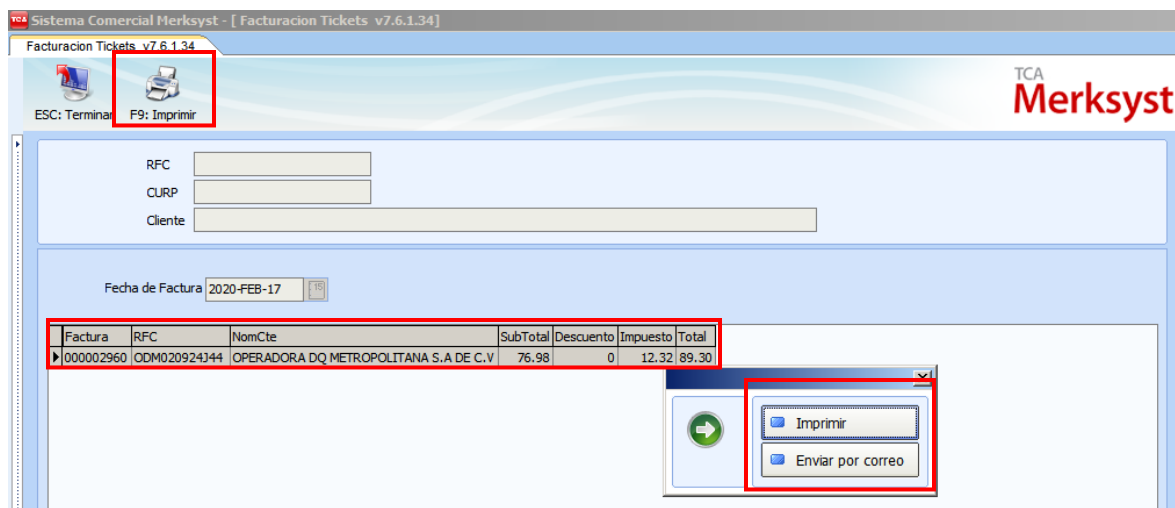 TCA Sistema Comercial Merksyst - [ Facturacion Tickets v7.6.1.34]
Facturacion Tickets v7.6.1.34
ESC: Terminar F9: Imprimir
TCA
Merksyst
RFC
CURP
Cliente
Fecha de Factura 2020-FEB-17 15
Factura RFC NomCte SubTotal Descuento Impuesto Total
000002960 ODM020924J44 OPERADORA DQ METROPOLITANA S.A DE C.V 76.98 0 12.32 89.30
Imprimir
Enviar por correo